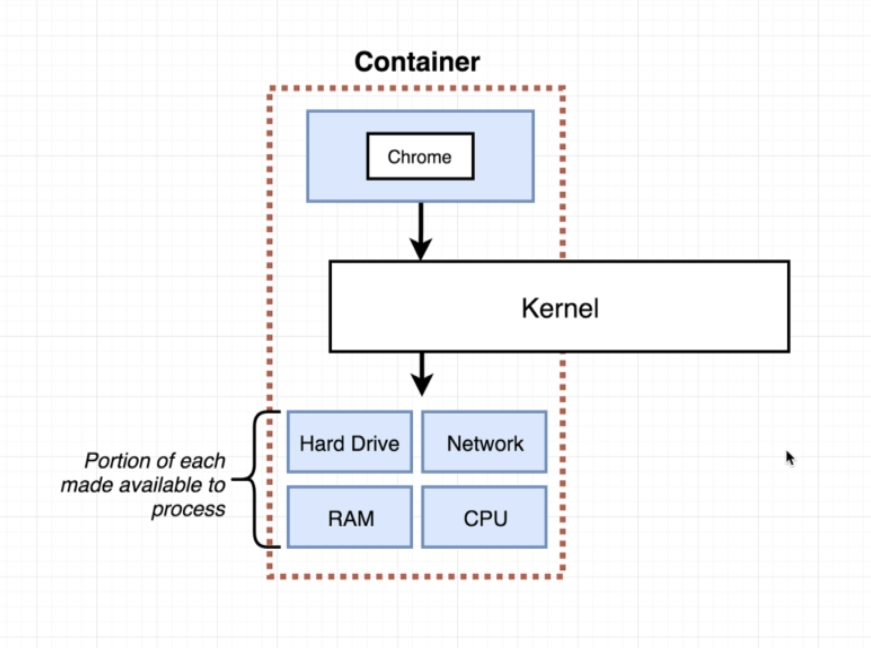 Container
Chrome
Kernel
Hard Drive
Network
Portion of each
made available to
process
RAM
CPU